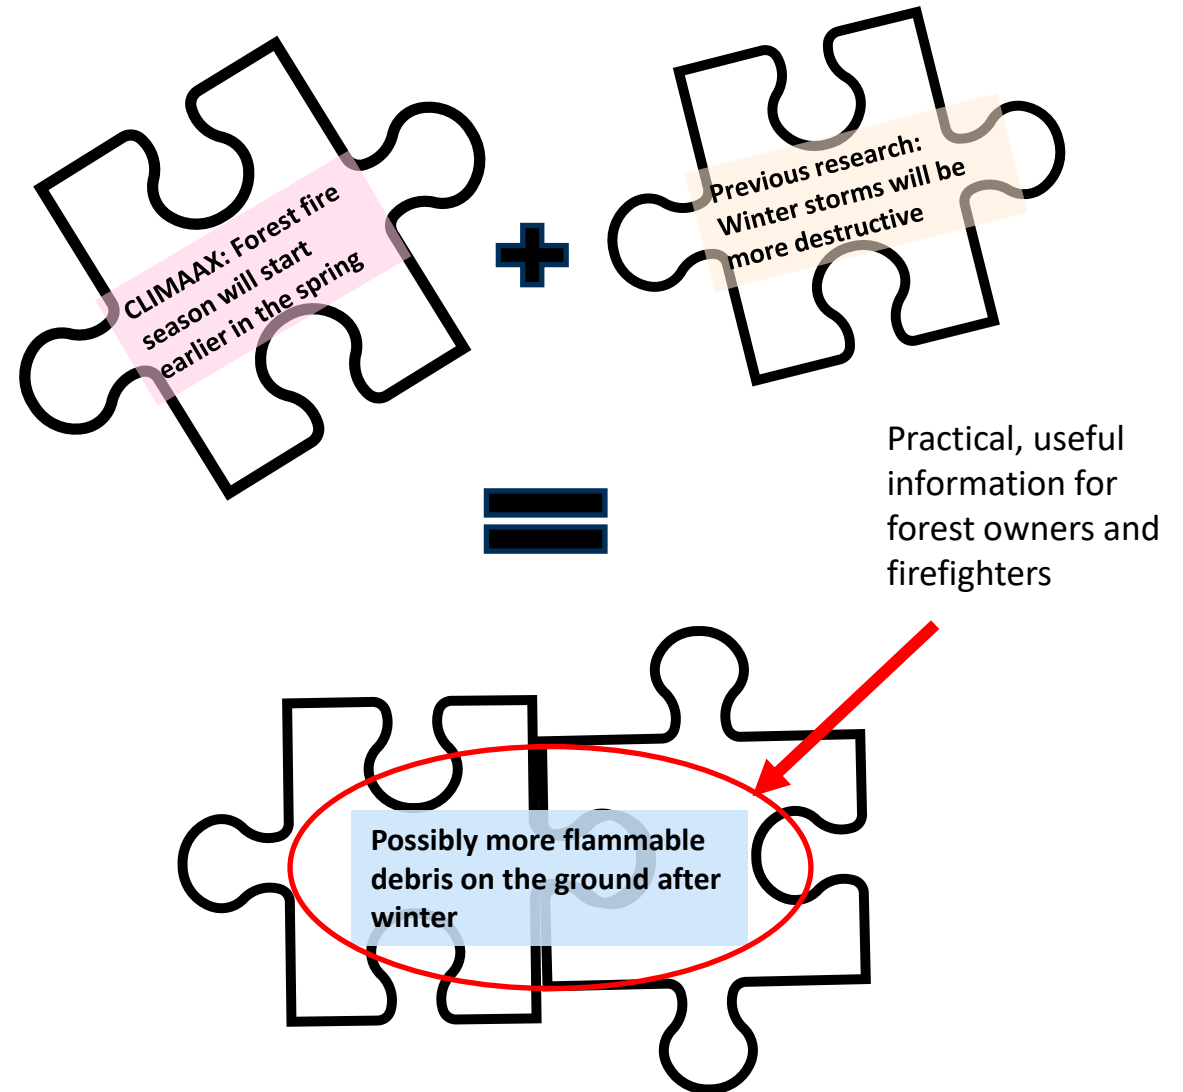 CLIMAAX: Forest fire
season will start
earlier in the spring
Previous research:
Winter storms will be
more destructive
Practical, useful
information for
forest owners and
firefighters
Possibly more flammable
debris on the ground after
winter